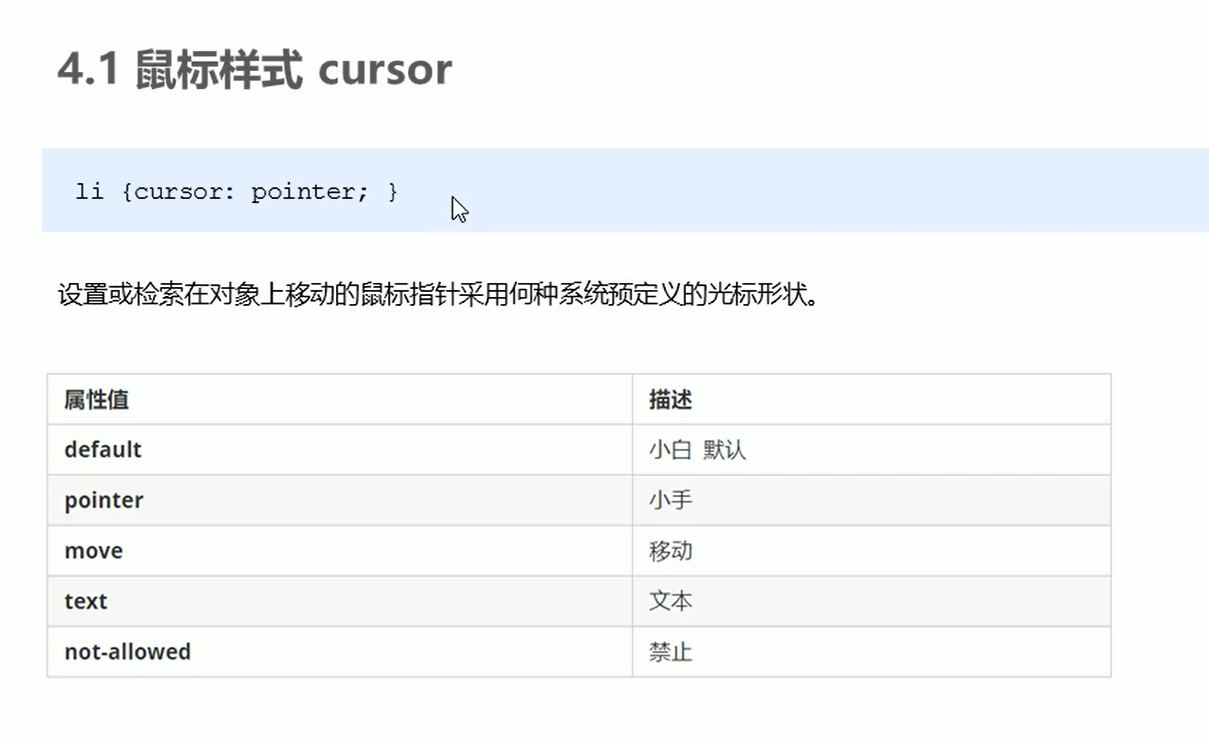 4.1 鼠标样式 cursor
li {cursor: pointer; }
设置或检索在对象上移动的鼠标指针采用何种系统预定义的光标形状。
属性值 描述
default 小白 默认
pointer 小手
move 移动
text 文本
not-allowed 禁止